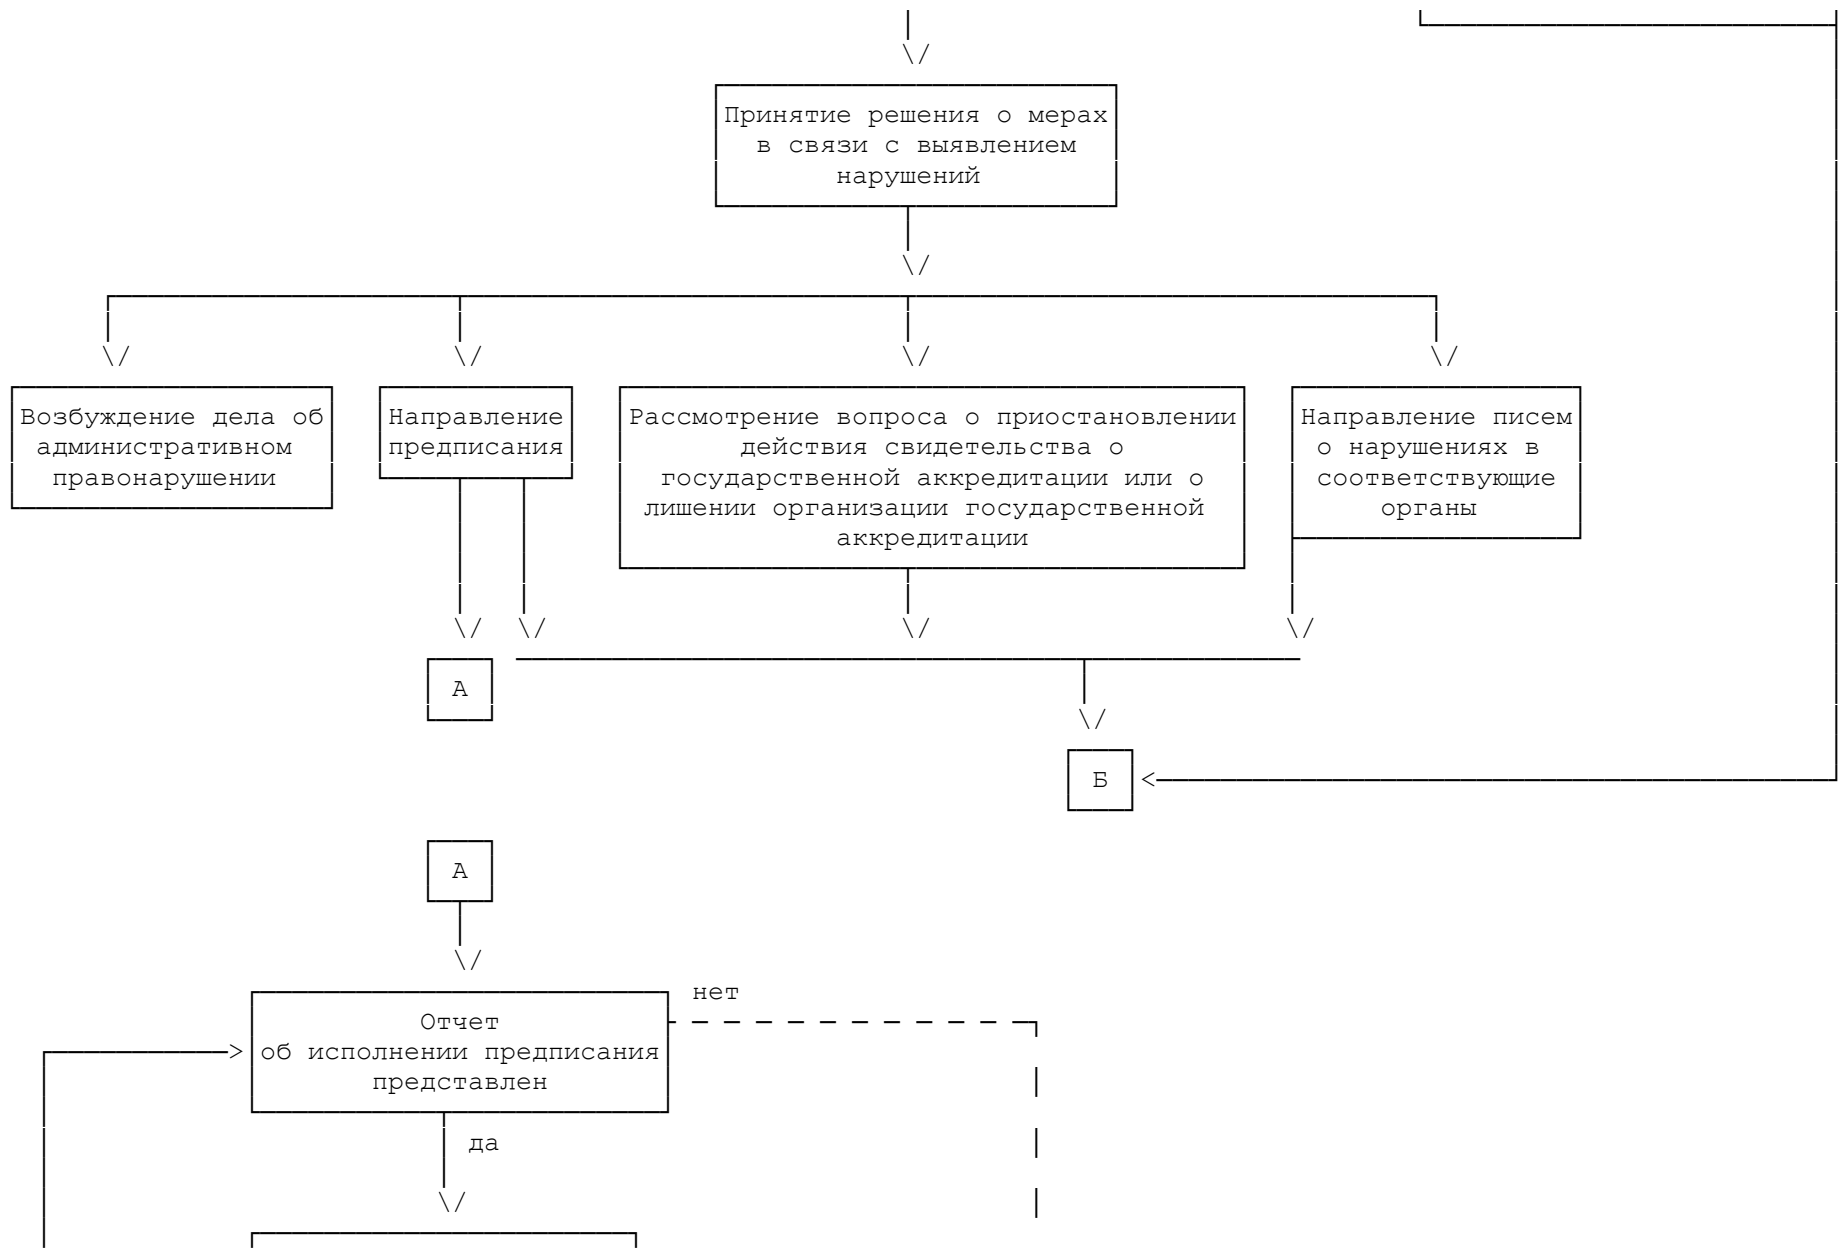 Принятие решения о мерах
в связи с выявлением
нарушений
Возбуждение дела об
административном
правонарушении
Направление
предписания
Рассмотрение вопроса о приостановлении
действия свидетельства о
государственной аккредитации или о
лишении организации государственной
аккредитации
Направление писем
о нарушениях в
соответствующие
органы
А
Б
А
нет
Отчет
об исполнении предписания
представлен
да